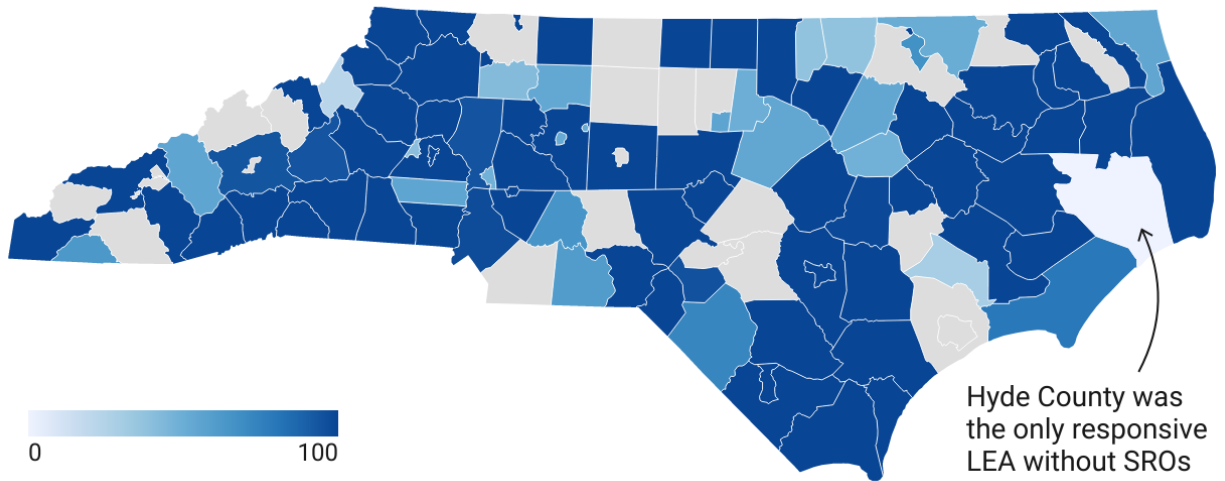 Hyde County was
the only responsive
LEA without SROs
0
100